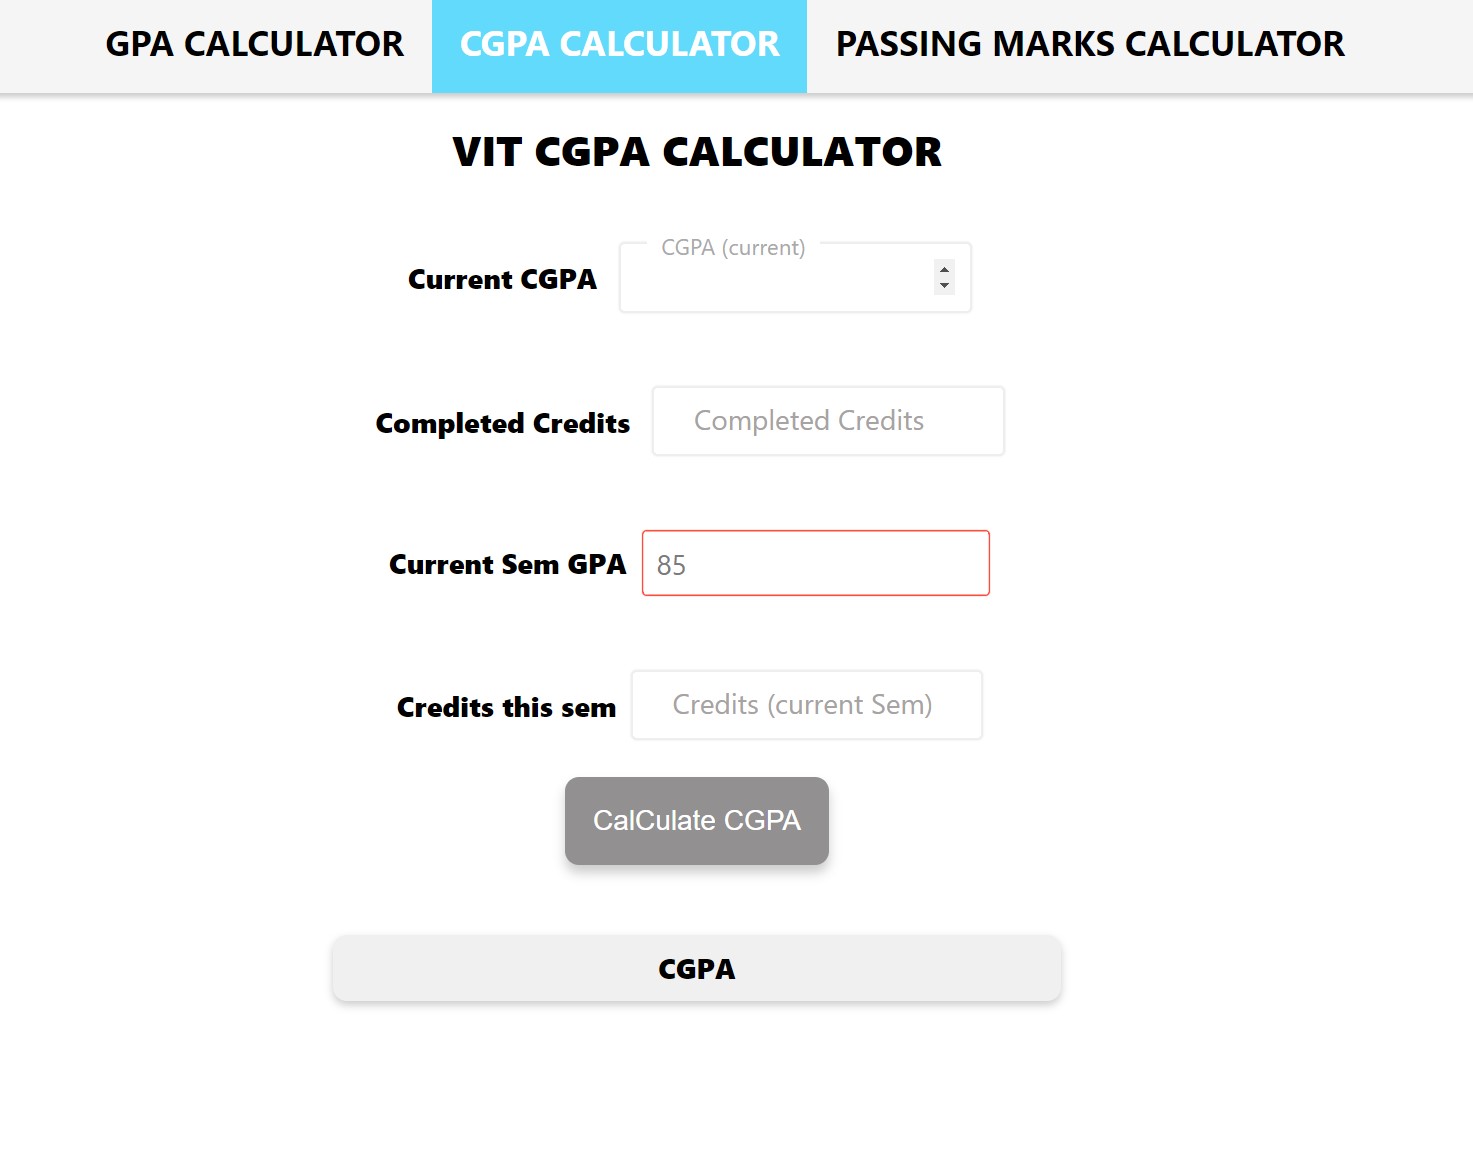 GPA CALCULATOR CGPA CALCULATOR PASSING MARKS CALCULATOR
VIT CGPA CALCULATOR
CGPA (current)
Current CGPA
Completed Credits Completed Credits
Current Sem GPA 85
Credits this sem Credits (current Sem)
CalCulate CGPA
CGPA